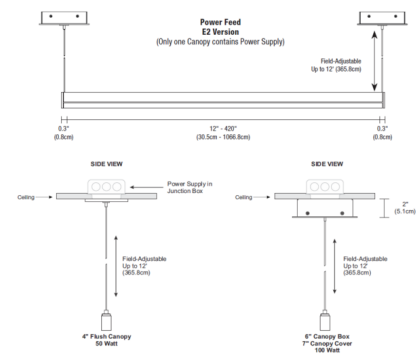 Power Feed
E2 Version
(Only one Canopy contains Power Supply)
Field-Adjustable
Up to 12' (365.8cm)
0.3"
(0.8cm)
12" - 420"
(30.5cm - 1066.8cm)
0.3"
(0.8cm)
SIDE VIEW
Power Supply in
Junction Box
Ceiling
Field-Adjustable
Up to 12'
(365.8cm)
4" Flush Canopy
50 Watt
SIDE VIEW
Ceiling
2"
(5.1cm)
Field-Adjustable
Up to 12'
(365.8cm)
6" Canopy Box
7" Canopy Cover
100 Watt